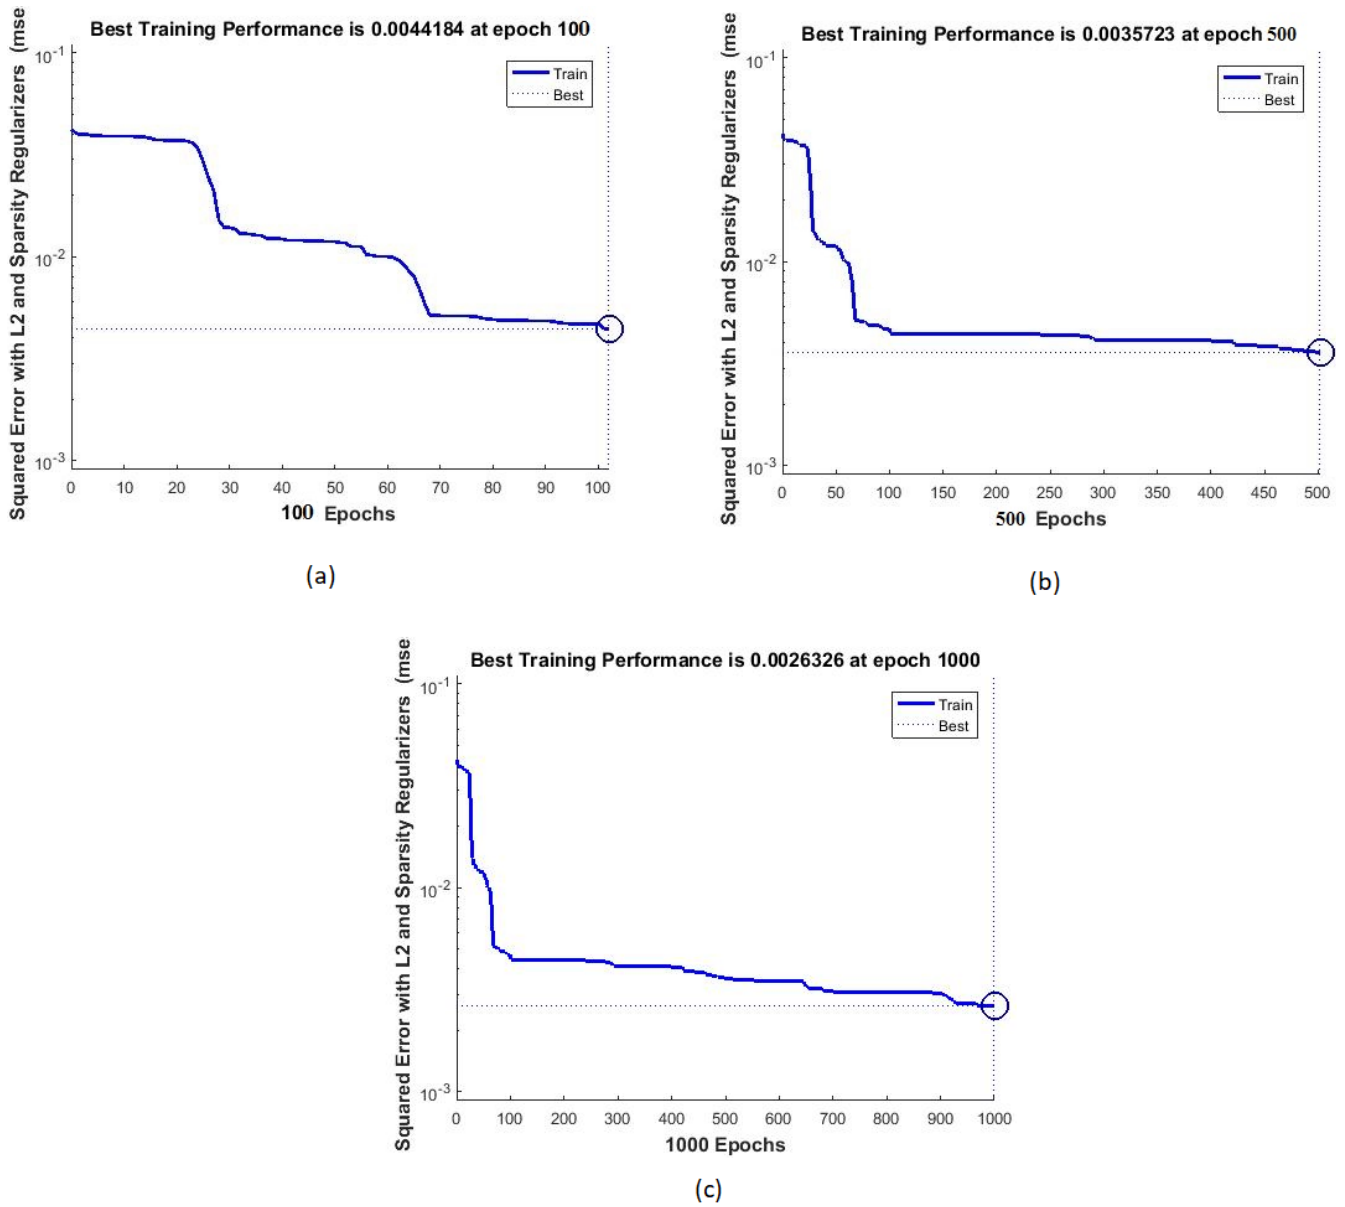 Best Training Performance is 0.0044184 at epoch 100
Squared Error with L2 and Sparsity Regularizers (mse
10-1
10-2
10-3
Train
Best
0 10 20 30 40 50 60 70 80 90 100
100 Epochs
(a)
Best Training Performance is 0.0035723 at epoch 500
Squared Error with L2 and Sparsity Regularizers (mse
10-1
10-2
10-3
Train
Best
0 50 100 150 200 250 300 350 400 450 500
500 Epochs
(b)
Best Training Performance is 0.0026326 at epoch 1000
Squared Error with L2 and Sparsity Regularizers (mse
10-1
10-2
10-3
Train
Best
0 100 200 300 400 500 600 700 800 900 1000
1000 Epochs
(c)